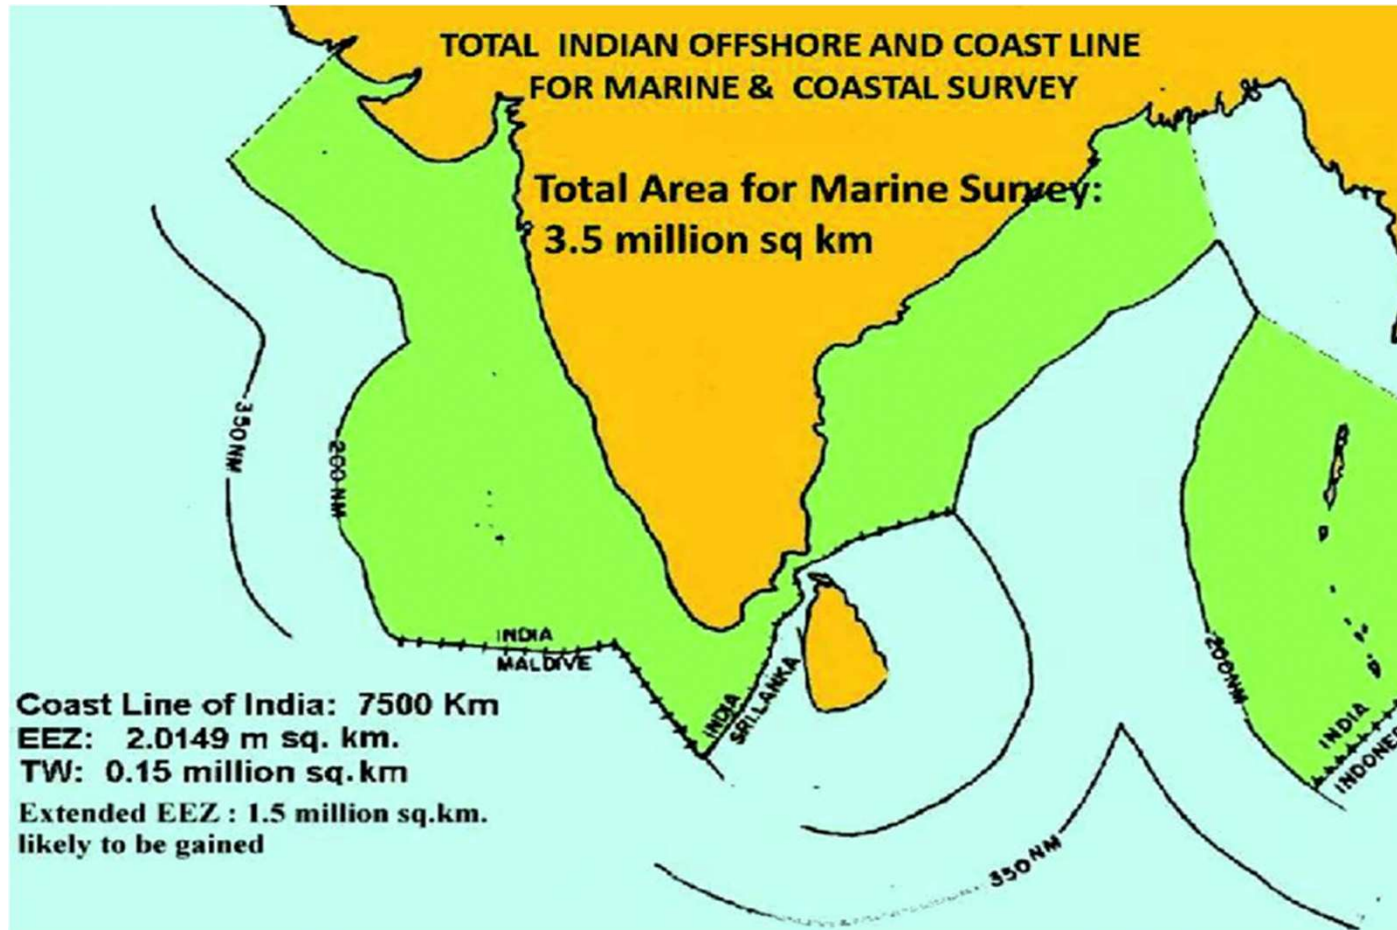 TOTAL INDIAN OFFSHORE AND COAST LINE
FOR MARINE & COASTAL SURVEY
Total Area for Marine Survey:
3.5 million sq km
350NM
200NM
INDIA
MALDIVE
INDIA
SRI.LANKA
200NM
INDIA
INDONE
350NM
Coast Line of India: 7500 Km
EEZ: 2.0149 m sq. km.
TW: 0.15 million sq.km
Extended EEZ : 1.5 million sq.km.
likely to be gained